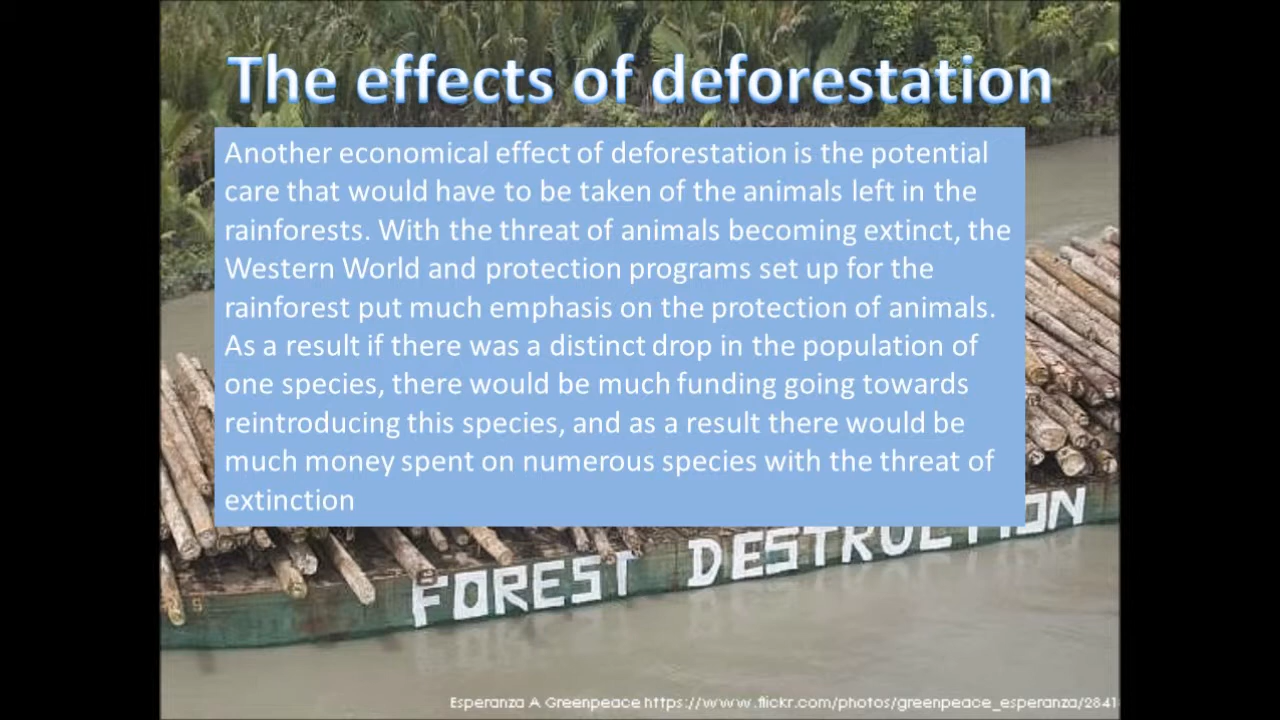 The effects of deforestation
Another economical effect of deforestation is the potential
care that would have to be taken of the animals left in the
rainforests. With the threat of animals becoming extinct, the
Western World and protection programs set up for the
rainforest put much emphasis on the protection of animals.
As a result if there was a distinct drop in the population of
one species, there would be much funding going towards
reintroducing this species, and as a result there would be
much money spent on numerous species with the threat of
extinction
FOREST DESTRUCTION
Esperanza A Greenpeace https://www.flickr.com/photos/greenpeace_esperanza/2841